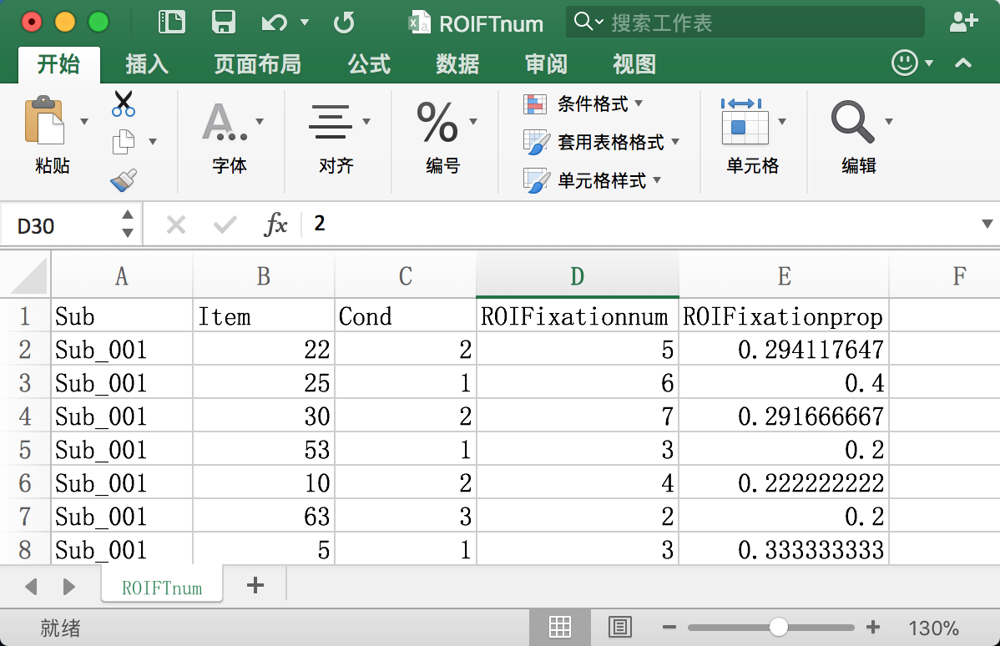 ROIFTnum
搜索工作表
开始 插入 页面布局 公式 数据 审阅 视图
粘贴 字体 对齐 % 编号 条件格式 套用表格格式 单元格样式 单元格 编辑
D30 fx 2
A B C D E F
1 Sub Item Cond ROIFixationnum ROIFixationprop
2 Sub_001 22 2 5 0.294117647
3 Sub_001 25 1 6 0.4
4 Sub_001 30 2 7 0.291666667
5 Sub_001 53 1 3 0.2
6 Sub_001 10 2 4 0.222222222
7 Sub_001 63 3 2 0.2
8 Sub_001 5 1 3 0.333333333
ROIFTnum +
就绪 130%